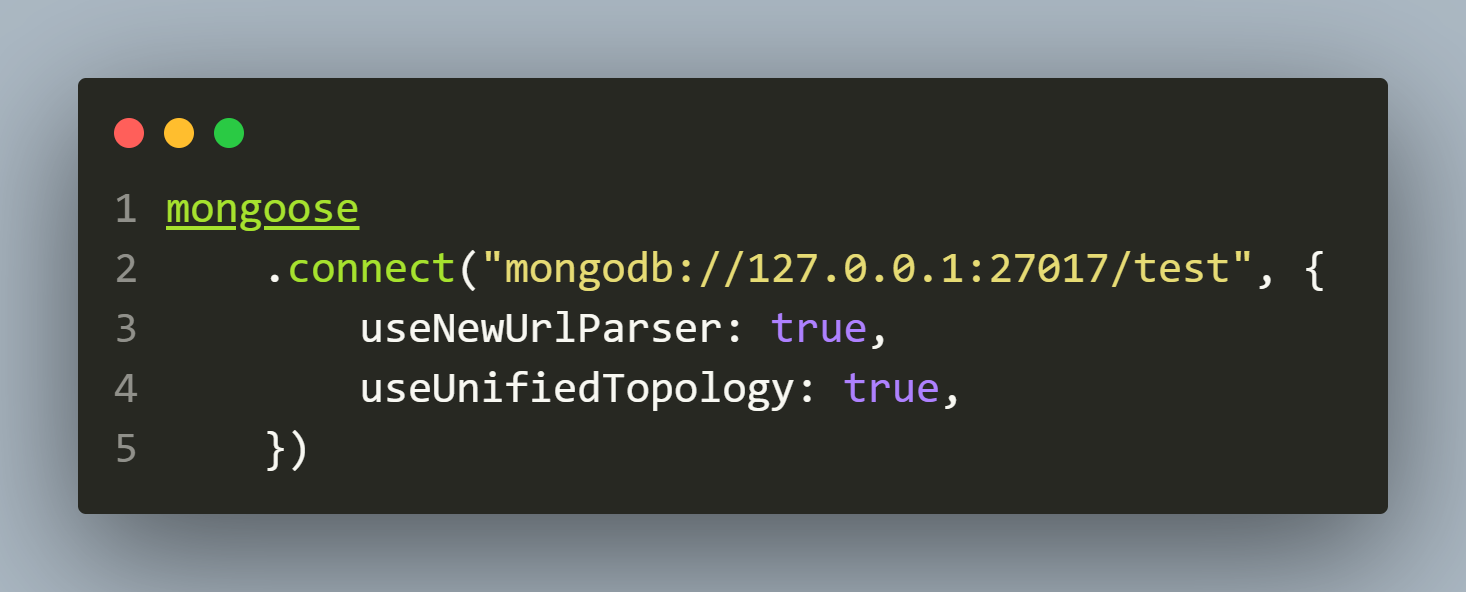 1 mongoose
2     .connect("mongodb://127.0.0.1:27017/test", {
3         useNewUrlParser: true,
4         useUnifiedTopology: true,
5     })